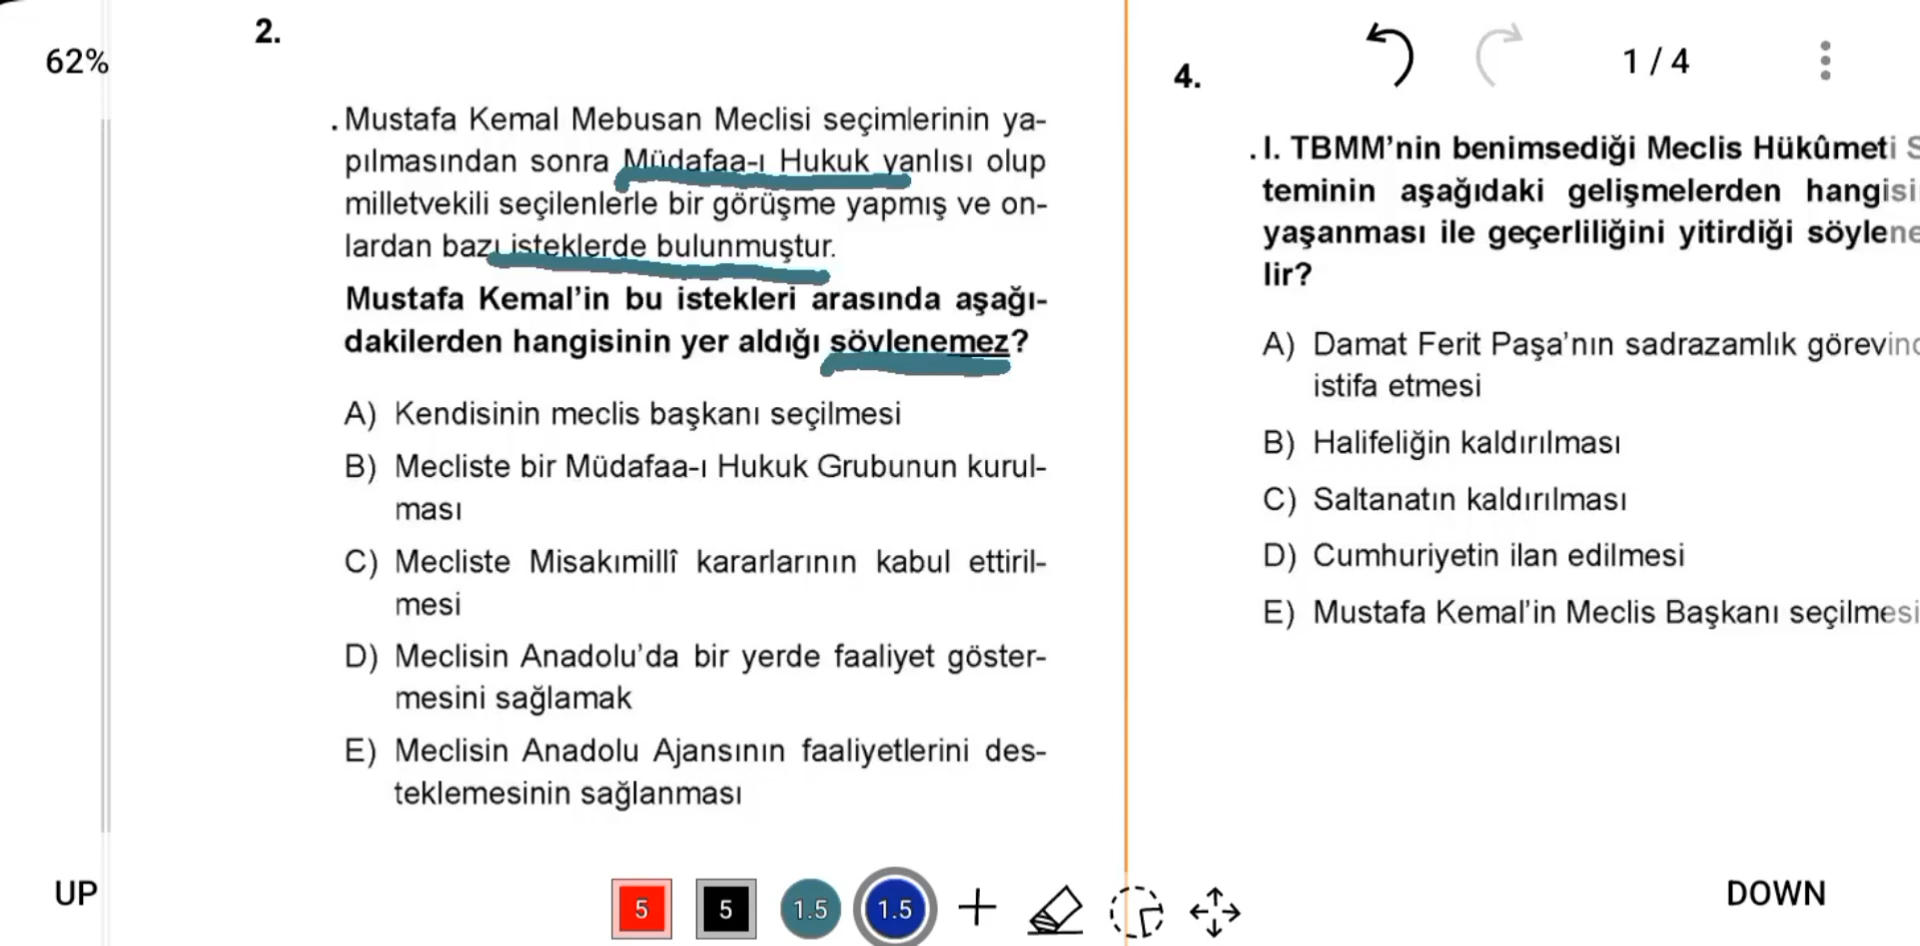 62%
2.
. Mustafa Kemal Mebusan Meclisi seçimlerinin ya-
pılmasından sonra Müdafaa-ı Hukuk yanlısı olup
milletvekili seçilenlerle bir görüşme yapmış ve on-
lardan bazı isteklerde bulunmuştur.
Mustafa Kemal’in bu istekleri arasında aşağı-
dakilerden hangisinin yer aldığı söylenemez?
A) Kendisinin meclis başkanı seçilmesi
B) Mecliste bir Müdafaa-ı Hukuk Grubunun kurul-
ması
C) Mecliste Misakımillî kararlarının kabul ettiril-
mesi
D) Meclisin Anadolu’da bir yerde faaliyet göster-
mesini sağlamak
E) Meclisin Anadolu Ajansının faaliyetlerini des-
teklemesinin sağlanması
1 / 4
4.
. I. TBMM’nin benimsediği Meclis Hükûmeti S
teminin aşağıdaki gelişmelerden hangisi
yaşanması ile geçerliliğini yitirdiği söylene
lir?
A) Damat Ferit Paşa’nın sadrazamlık görevinc
istifa etmesi
B) Halifeliğin kaldırılması
C) Saltanatın kaldırılması
D) Cumhuriyetin ilan edilmesi
E) Mustafa Kemal’in Meclis Başkanı seçilmesi
UP
5 5 1.5 1.5
DOWN